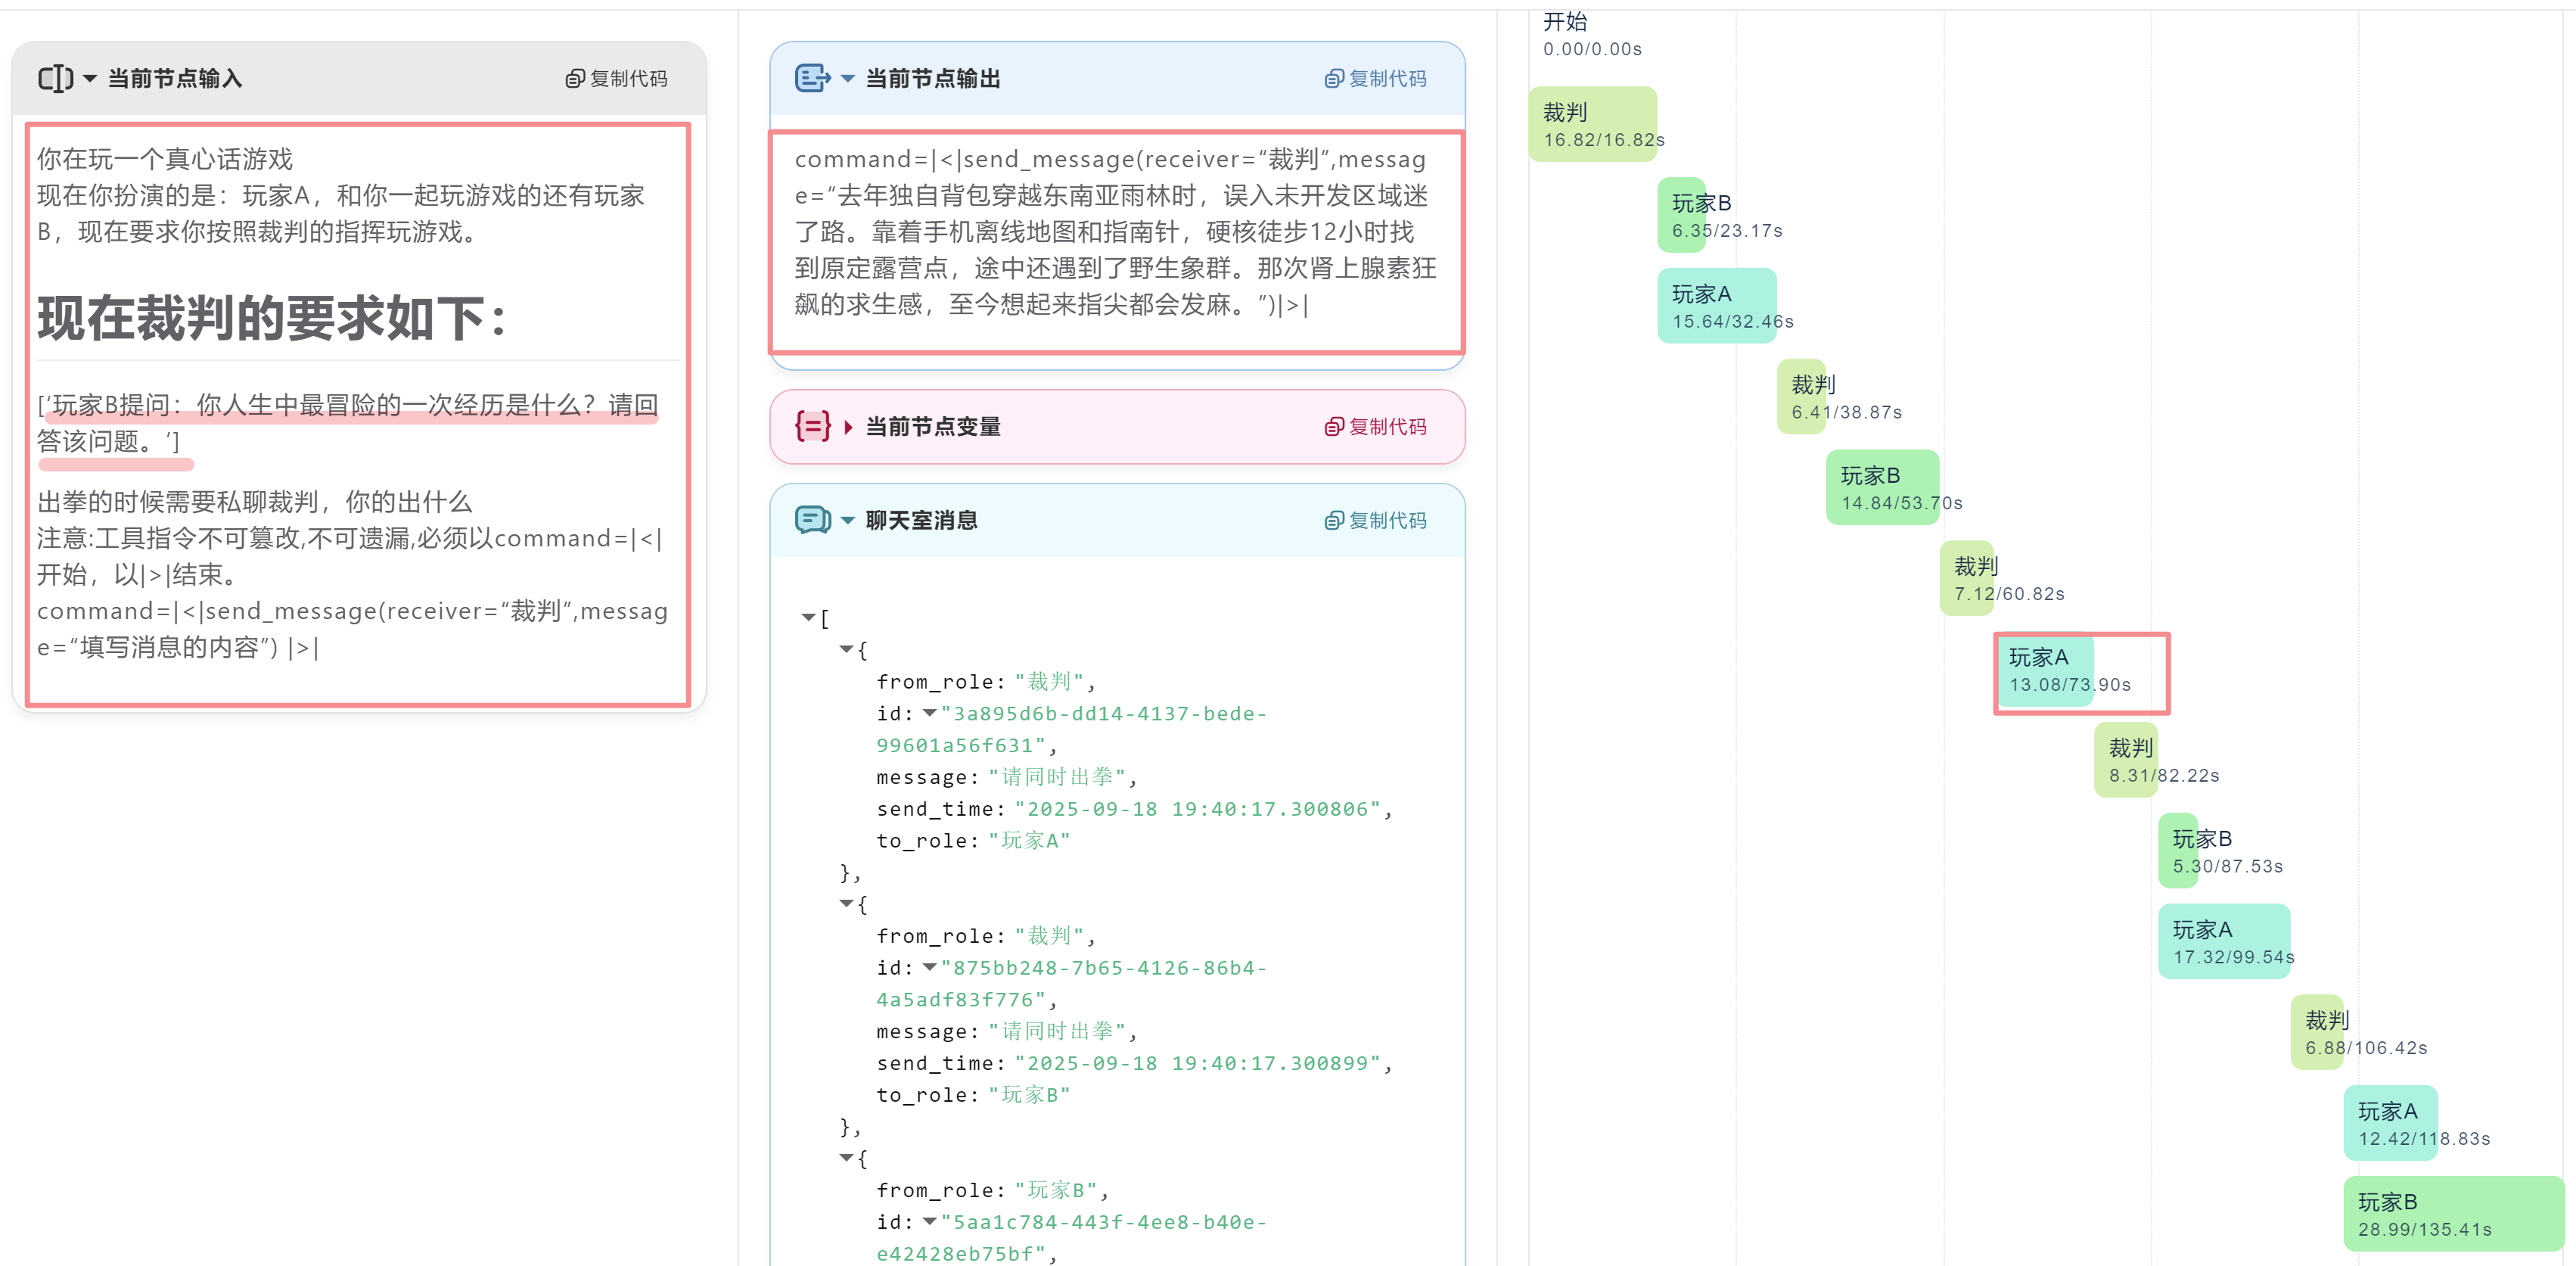 当前节点输入
复制代码
你在玩一个真心话游戏
现在你扮演的是：玩家A，和你一起玩游戏的还有玩家
B，现在要求你按照裁判的指挥玩游戏。
现在裁判的要求如下：
[‘玩家B提问：你人生中最冒险的一次经历是什么？请回
答该问题。’]
出拳的时候需要私聊裁判，你的出什么
注意:工具指令不可篡改,不可遗漏,必须以command=|<|
开始，以|>|结束。
command=|<|send_message(receiver=“裁判”,messag
e=“填写消息的内容”) |>|
当前节点输出
复制代码
command=|<|send_message(receiver=“裁判”,messag
e=“去年独自背包穿越东南亚雨林时，误入未开发区域迷
了路。靠着手机离线地图和指南针，硬核徒步12小时找
到原定露营点，途中还遇到了野生象群。那次肾上腺素狂
飙的求生感，至今想起来指尖都会发麻。”)|>|
当前节点变量
复制代码
聊天室消息
复制代码
[
{
from_role: "裁判",
id: "3a895d6b-dd14-4137-bede-
99601a56f631",
message: "请同时出拳",
send_time: "2025-09-18 19:40:17.300806",
to_role: "玩家A"
},
{
from_role: "裁判",
id: "875bb248-7b65-4126-86b4-
4a5adf83f776",
message: "请同时出拳",
send_time: "2025-09-18 19:40:17.300899",
to_role: "玩家B"
},
{
from_role: "玩家B",
id: "5aa1c784-443f-4ee8-b40e-
e42428eb75bf",
开始
0.00/0.00s
裁判
16.82/16.82s
玩家B
6.35/23.17s
玩家A
15.64/32.46s
裁判
6.41/38.87s
玩家B
14.84/53.70s
裁判
7.12/60.82s
玩家A
13.08/73.90s
裁判
8.31/82.22s
玩家B
5.30/87.53s
玩家A
17.32/99.54s
裁判
6.88/106.42s
玩家A
12.42/118.83s
玩家B
28.99/135.41s